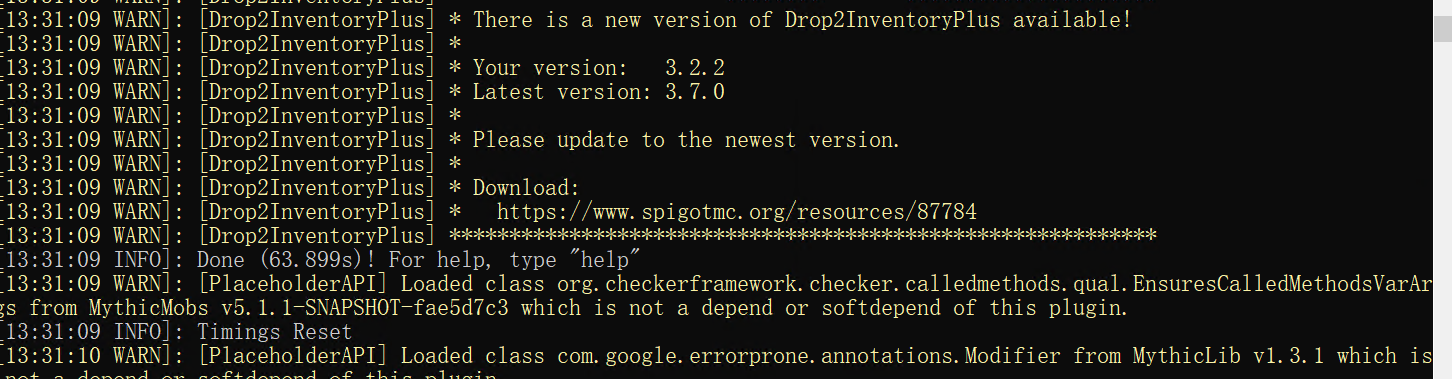 [13:31:09 WARN]: [Drop2InventoryPlus] * There is a new version of Drop2InventoryPlus available!
[13:31:09 WARN]: [Drop2InventoryPlus] *
[13:31:09 WARN]: [Drop2InventoryPlus] * Your version:   3.2.2
[13:31:09 WARN]: [Drop2InventoryPlus] * Latest version: 3.7.0
[13:31:09 WARN]: [Drop2InventoryPlus] *
[13:31:09 WARN]: [Drop2InventoryPlus] * Please update to the newest version.
[13:31:09 WARN]: [Drop2InventoryPlus] *
[13:31:09 WARN]: [Drop2InventoryPlus] * Download:
[13:31:09 WARN]: [Drop2InventoryPlus] *   https://www.spigotmc.org/resources/87784
[13:31:09 WARN]: [Drop2InventoryPlus] ***********************************************************
[13:31:09 INFO]: Done (63.899s)! For help, type "help"
[13:31:09 WARN]: [PlaceholderAPI] Loaded class org.checkerframework.checker.calledmethods.qual.EnsuresCalledMethodsVarAr
gs from MythicMobs v5.1.1-SNAPSHOT-fae5d7c3 which is not a depend or softdepend of this plugin.
[13:31:09 INFO]: Timings Reset
[13:31:10 WARN]: [PlaceholderAPI] Loaded class com.google.errorprone.annotations.Modifier from MythicLib v1.3.1 which is
not a depend or softdepend of this plugin.